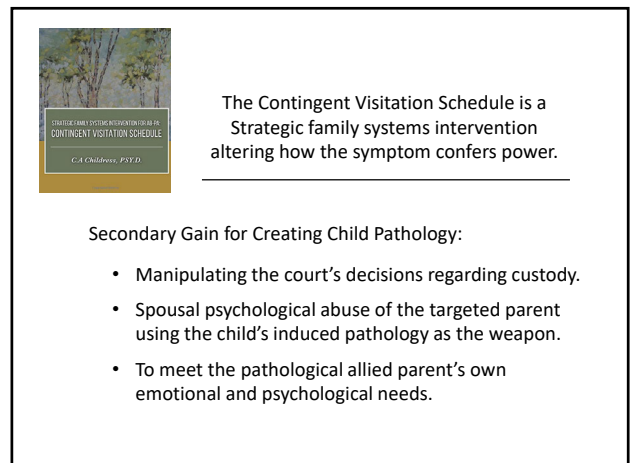 STRATEGIC FAMILY SYSTEMS INTERVENTION FOR AB-PA:
CONTINGENT VISITATION SCHEDULE
C.A Childress, PSY.D.
The Contingent Visitation Schedule is a
Strategic family systems intervention
altering how the symptom confers power.
Secondary Gain for Creating Child Pathology:
• Manipulating the court’s decisions regarding custody.
• Spousal psychological abuse of the targeted parent
using the child’s induced pathology as the weapon.
• To meet the pathological allied parent’s own
emotional and psychological needs.